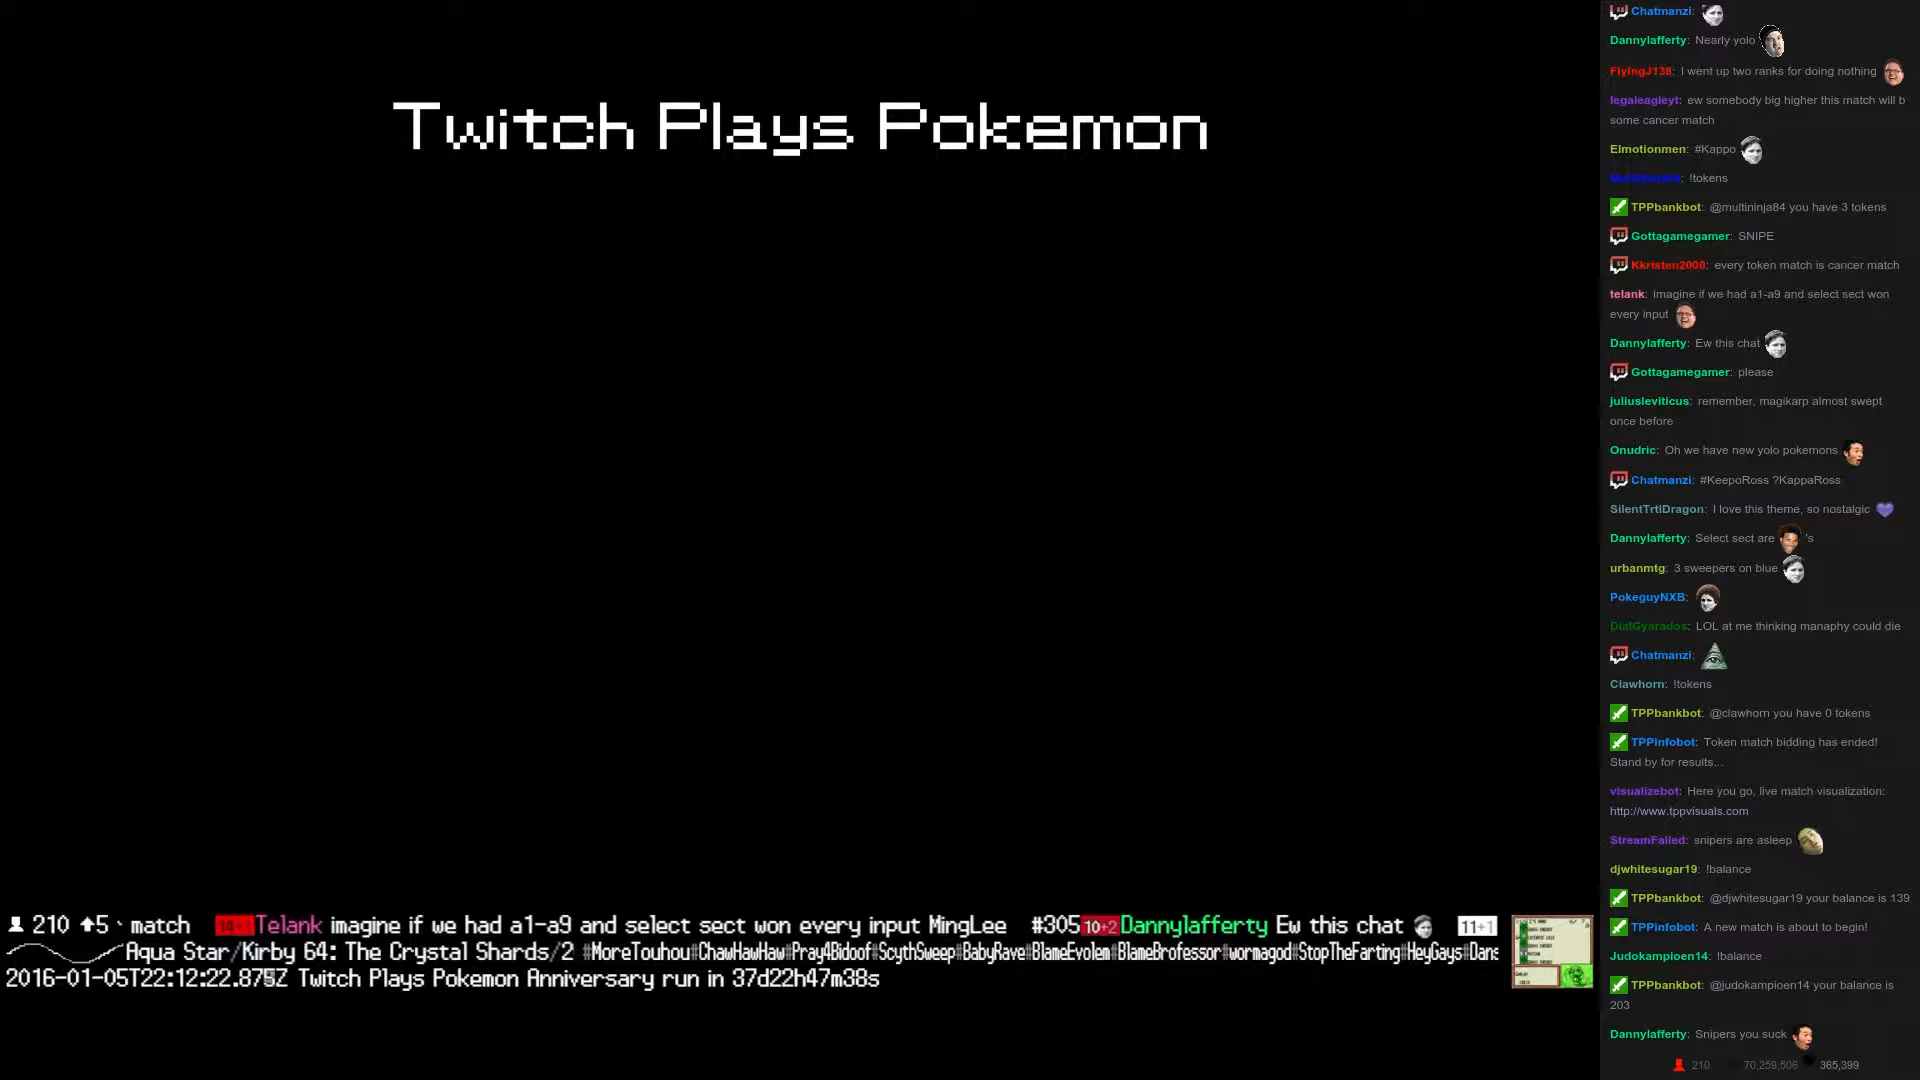 Twitch Plays Pokemon
210 5 match Telank imagine if we had a1-a9 and select sect won every input MingLee #305 10+2 Dannylafferty Ew this chat 11+1
Aqua Star/Kirby 64: The Crystal Shards/2 #MoreTouhou#ChawHawHaw#Pray4Bidoof#ScythSweep#BabyRave#BlameEvolem#BlameBrofessor#wormagod#StopTheFarting#HeyGays#Dans
Twitch Plays Pokemon Anniversary run in 37d22h47m38s
Chatmanzi:
Dannylafferty: Nearly yolo
FlyingJ138: I went up two ranks for doing nothing
legaleagleyt: ew somebody big higher this match will b
some cancer match
Elmotionmen: #Kappo
!tokens
TPPbankbot: @multininja84 you have 3 tokens
Gottagamegamer: SNIPE
Kkristen2000: every token match is cancer match
telank: imagine if we had a1-a9 and select sect won
every input
Dannylafferty: Ew this chat
Gottagamegamer: please
juliusleviticus: remember, magikarp almost swept
once before
Onudric: Oh we have new yolo pokemons
Chatmanzi: #KeepoRoss ?KappaRoss
SilentTrtlDragon: I love this theme, so nostalgic
Dannylafferty: Select sect are 's
urbanmtg: 3 sweepers on blue
PokeguyNXB:
DialGyarados: LOL at me thinking manaphy could die
Chatmanzi:
Clawhorn: !tokens
TPPbankbot: @clawhorn you have 0 tokens
TPPinfobot: Token match bidding has ended!
Stand by for results...
visualizebot: Here you go, live match visualization:
http://www.tppvisuals.com
StreamFailed: snipers are asleep
djwhitesugar19: !balance
TPPbankbot: @djwhitesugar19 your balance is 139
TPPinfobot: A new match is about to begin!
Judokampioen14: !balance
TPPbankbot: @judokampioen14 your balance is
203
Dannylafferty: Snipers you suck
210 70,259,506 365,399